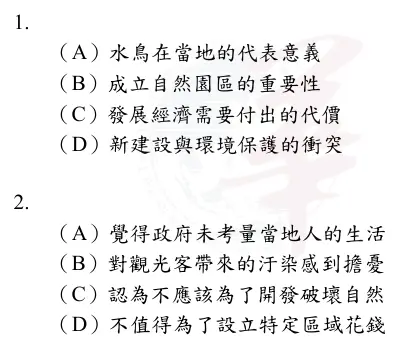 1.
（A）水鳥在當地的代表意義
（B）成立自然園區的重要性
（C）發展經濟需要付出的代價
（D）新建設與環境保護的衝突
2.
（A）覺得政府未考量當地人的生活
（B）對觀光客帶來的汙染感到擔憂
（C）認為不應該為了開發破壞自然
（D）不值得為了設立特定區域花錢